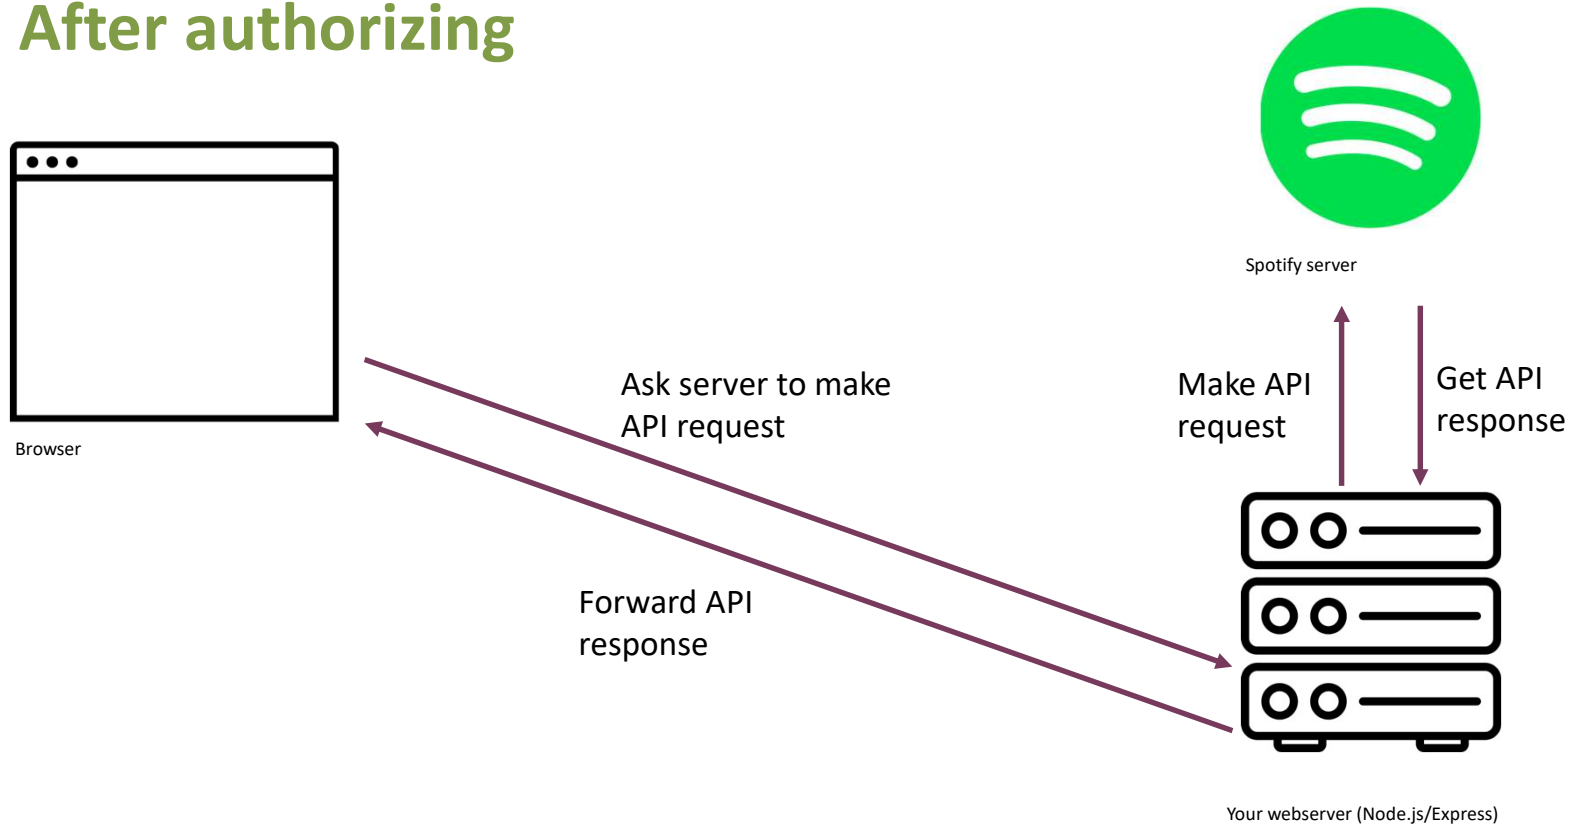 After authorizing
Spotify server
Browser
Ask server to make
API request
Make API
request
Get API
response
Forward API
response
Your webserver (Node.js/Express)